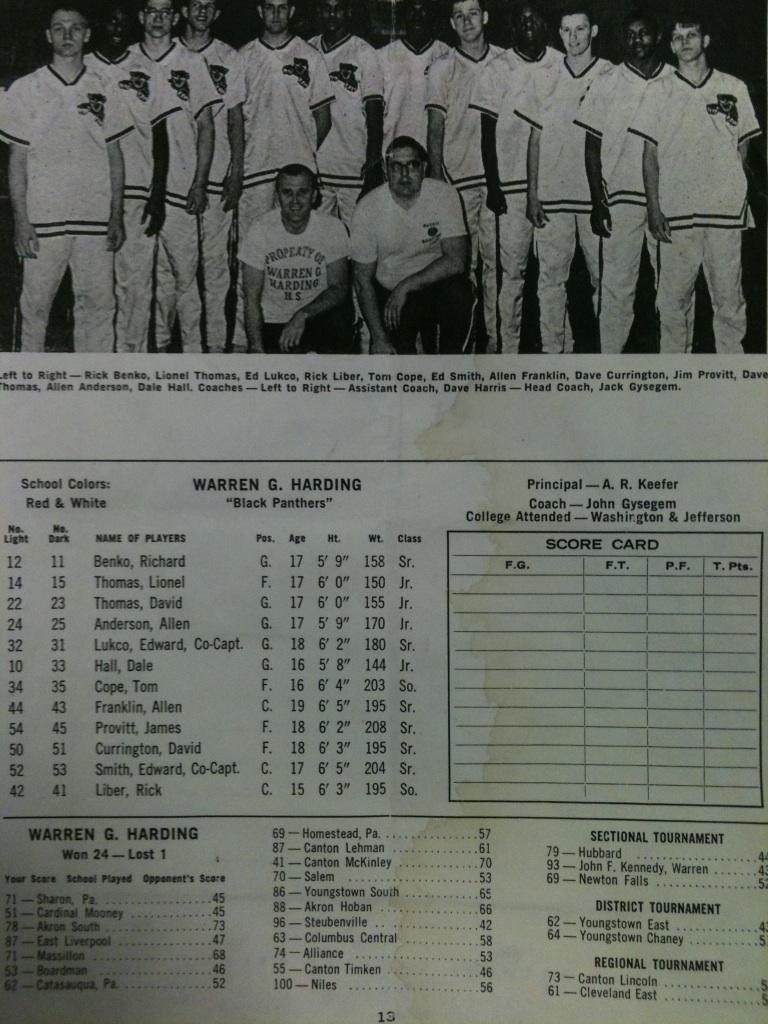 PROPERTY OF
WARREN G.
HARDING
H.S.
Left to Right — Rick Benko, Lionel Thomas, Ed Lukco, Rick Liber, Tom Cope, Ed Smith, Allen Franklin, Dave Currington, Jim Provitt, Dave
Thomas, Allen Anderson, Dale Hall. Coaches — Left to Right — Assistant Coach, Dave Harris — Head Coach, Jack Gysegem.
School Colors:
Red & White
WARREN G. HARDING
"Black Panthers"
Principal — A. R. Keefer
Coach — John Gysegem
College Attended — Washington & Jefferson
No. Light No. Dark NAME OF PLAYERS Pos. Age Ht. Wt. Class
12 11 Benko, Richard G. 17 5' 9" 158 Sr.
14 15 Thomas, Lionel F. 17 6' 0" 150 Jr.
22 23 Thomas, David G. 17 6' 0" 155 Jr.
24 25 Anderson, Allen G. 17 5' 9" 170 Jr.
32 31 Lukco, Edward, Co-Capt. G. 18 6' 2" 180 Sr.
10 33 Hall, Dale G. 16 5' 8" 144 Jr.
34 35 Cope, Tom F. 16 6' 4" 203 So.
44 43 Franklin, Allen C. 19 6' 5" 195 Sr.
54 45 Provitt, James F. 18 6' 2" 208 Sr.
50 51 Currington, David F. 18 6' 3" 195 Sr.
52 53 Smith, Edward, Co-Capt. C. 17 6' 5" 204 Sr.
42 41 Liber, Rick C. 15 6' 3" 195 So.
SCORE CARD
F.G. F.T. P.F. T. Pts.
WARREN G. HARDING
Won 24 — Lost 1
Your Score School Played Opponent's Score
71 — Sharon, Pa. 45
51 — Cardinal Mooney 45
78 — Akron South 73
87 — East Liverpool 47
71 — Massillon 68
53 — Boardman 46
62 — Catasauqua, Pa. 52
69 — Homestead, Pa. 57
87 — Canton Lehman 61
41 — Canton McKinley 70
70 — Salem 53
86 — Youngstown South 65
88 — Akron Hoban 66
96 — Steubenville 42
63 — Columbus Central 58
74 — Alliance 53
55 — Canton Timken 46
100 — Niles 56
SECTIONAL TOURNAMENT
79 — Hubbard
93 — John F. Kennedy, Warren
69 — Newton Falls
DISTRICT TOURNAMENT
62 — Youngstown East
64 — Youngstown Chaney
REGIONAL TOURNAMENT
73 — Canton Lincoln
61 — Cleveland East
13